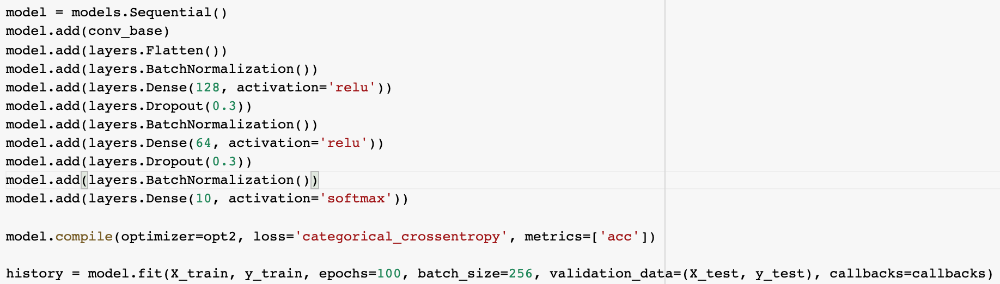 model = models.Sequential()
model.add(conv_base)
model.add(layers.Flatten())
model.add(layers.BatchNormalization())
model.add(layers.Dense(128, activation='relu'))
model.add(layers.Dropout(0.3))
model.add(layers.BatchNormalization())
model.add(layers.Dense(64, activation='relu'))
model.add(layers.Dropout(0.3))
model.add(layers.BatchNormalization())
model.add(layers.Dense(10, activation='softmax'))
model.compile(optimizer=opt2, loss='categorical_crossentropy', metrics=['acc'])
history = model.fit(X_train, y_train, epochs=100, batch_size=256, validation_data=(X_test, y_test), callbacks=callbacks)